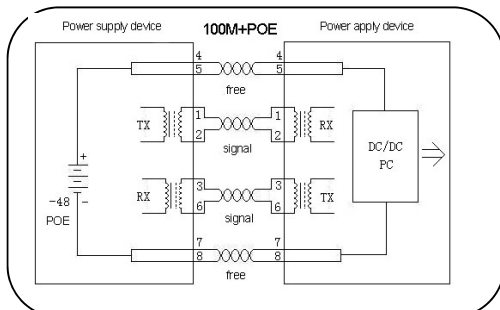 Power supply device
100M+POE
Power apply device
4
5
4
5
free
TX
1
2
1
2
RX
signal
DC/DC
PC
+
-48
-
POE
RX
3
6
3
6
TX
signal
7
8
7
8
free